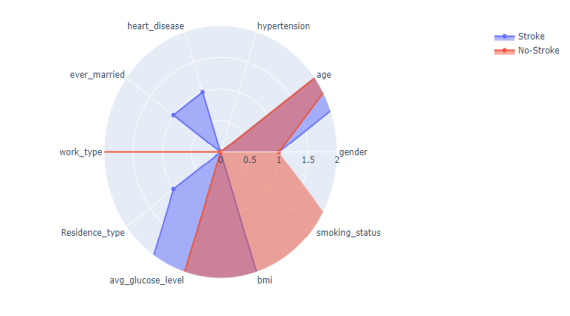 heart_disease
hypertension
Stroke
No-Stroke
ever_married
age
work_type
gender
0 0.5 1 1.5 2
Residence_type
smoking_status
avg_glucose_level
bmi